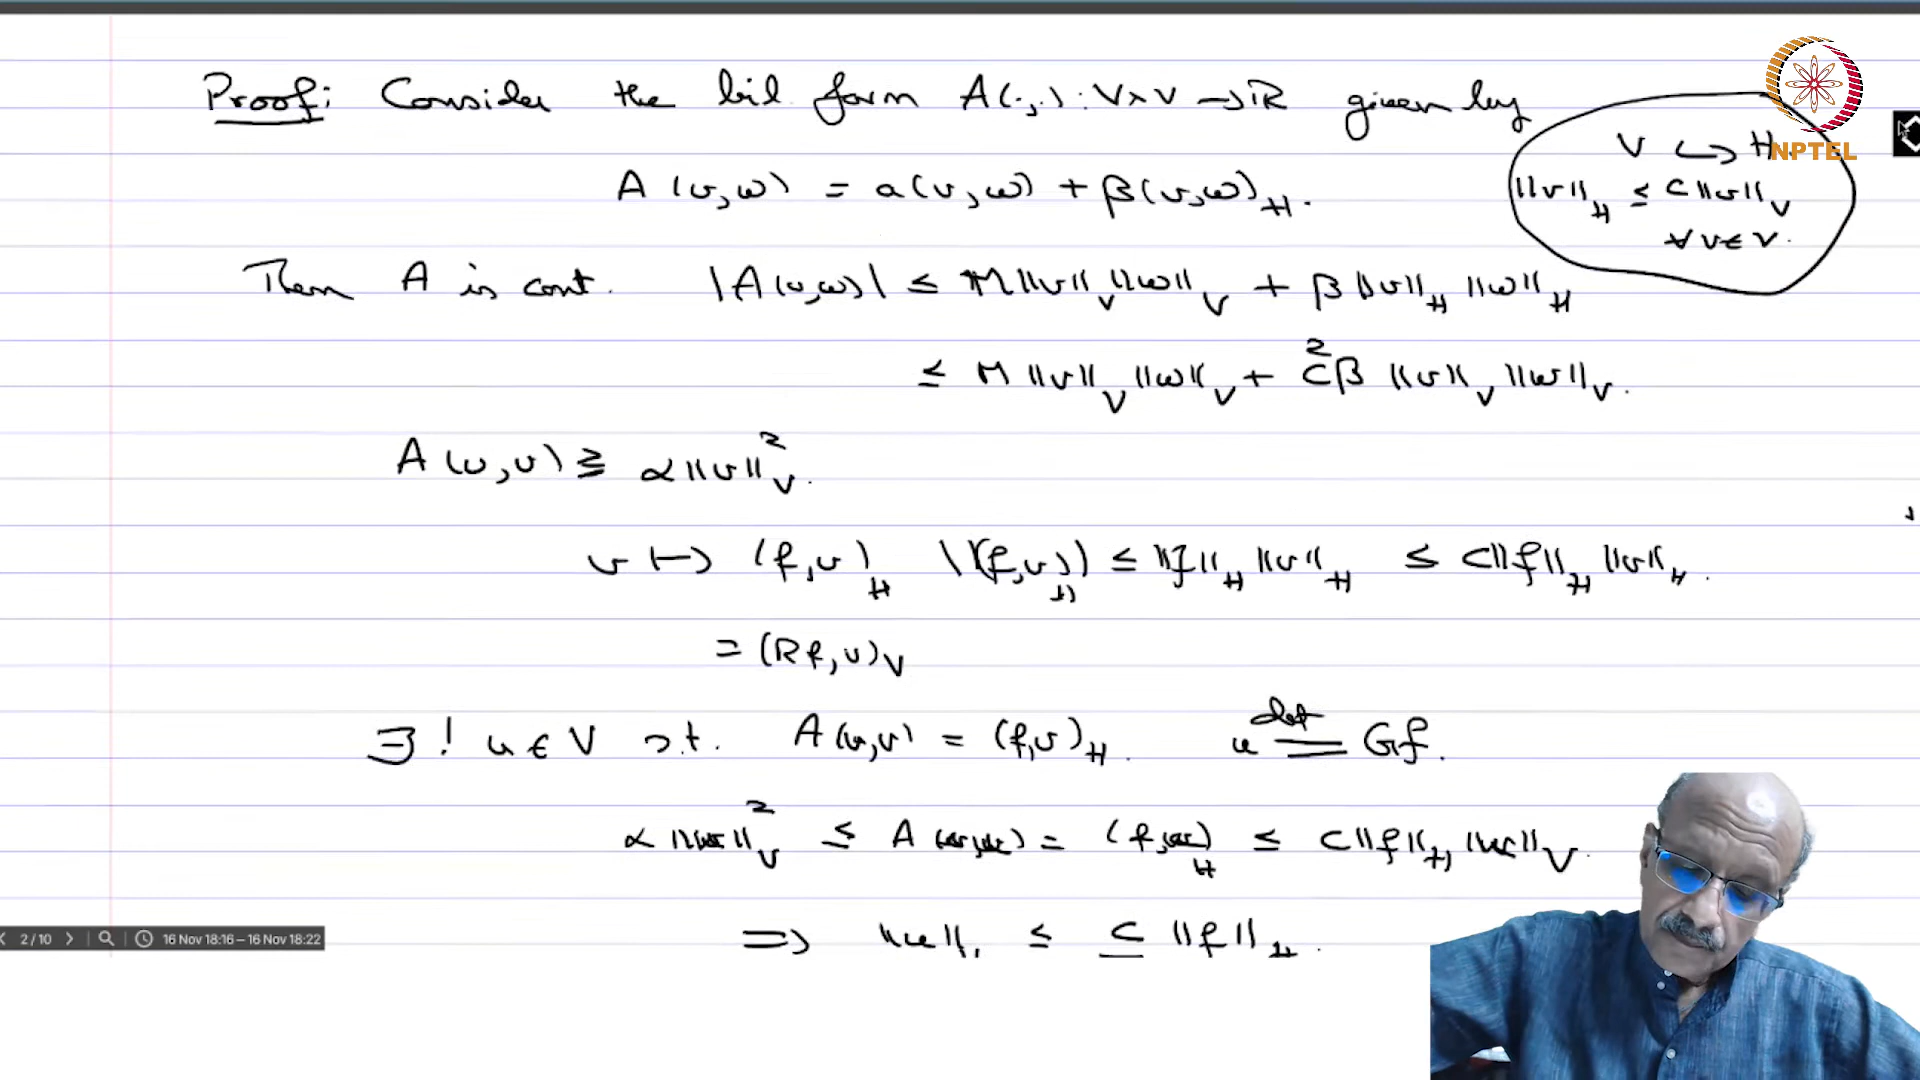 Proof: Consider the bil. form A(·,·): V×V → ℝ given by
NPTEL
V ↪ H
A(v,w) = a(v,w) + β(v,w)_H.
‖v‖_H ≤ C‖v‖_V
∀ v∈V.
Then A is cont. |A(v,w)| ≤ M‖v‖_V‖w‖_V + β‖v‖_H ‖w‖_H
≤ M‖v‖_V‖w‖_V + C²β ‖v‖_V‖w‖_V.
A(v,v) ≥ α‖v‖²_V.
v ↦ (f,v)_H |(f,v)_H| ≤ ‖f‖_H ‖v‖_H ≤ C‖f‖_H ‖v‖_H.
= (Rf,v)_V
∃! u∈V s.t. A(u,v) = (f,v)_H. u def= Gf.
α‖u‖²_V ≤ A(u,u) = (f,u)_H ≤ C‖f‖_H ‖u‖_V.
2/10 16 Nov 18:16 – 16 Nov 18:22
⇒ ‖u‖ ≤ C ‖f‖_H.